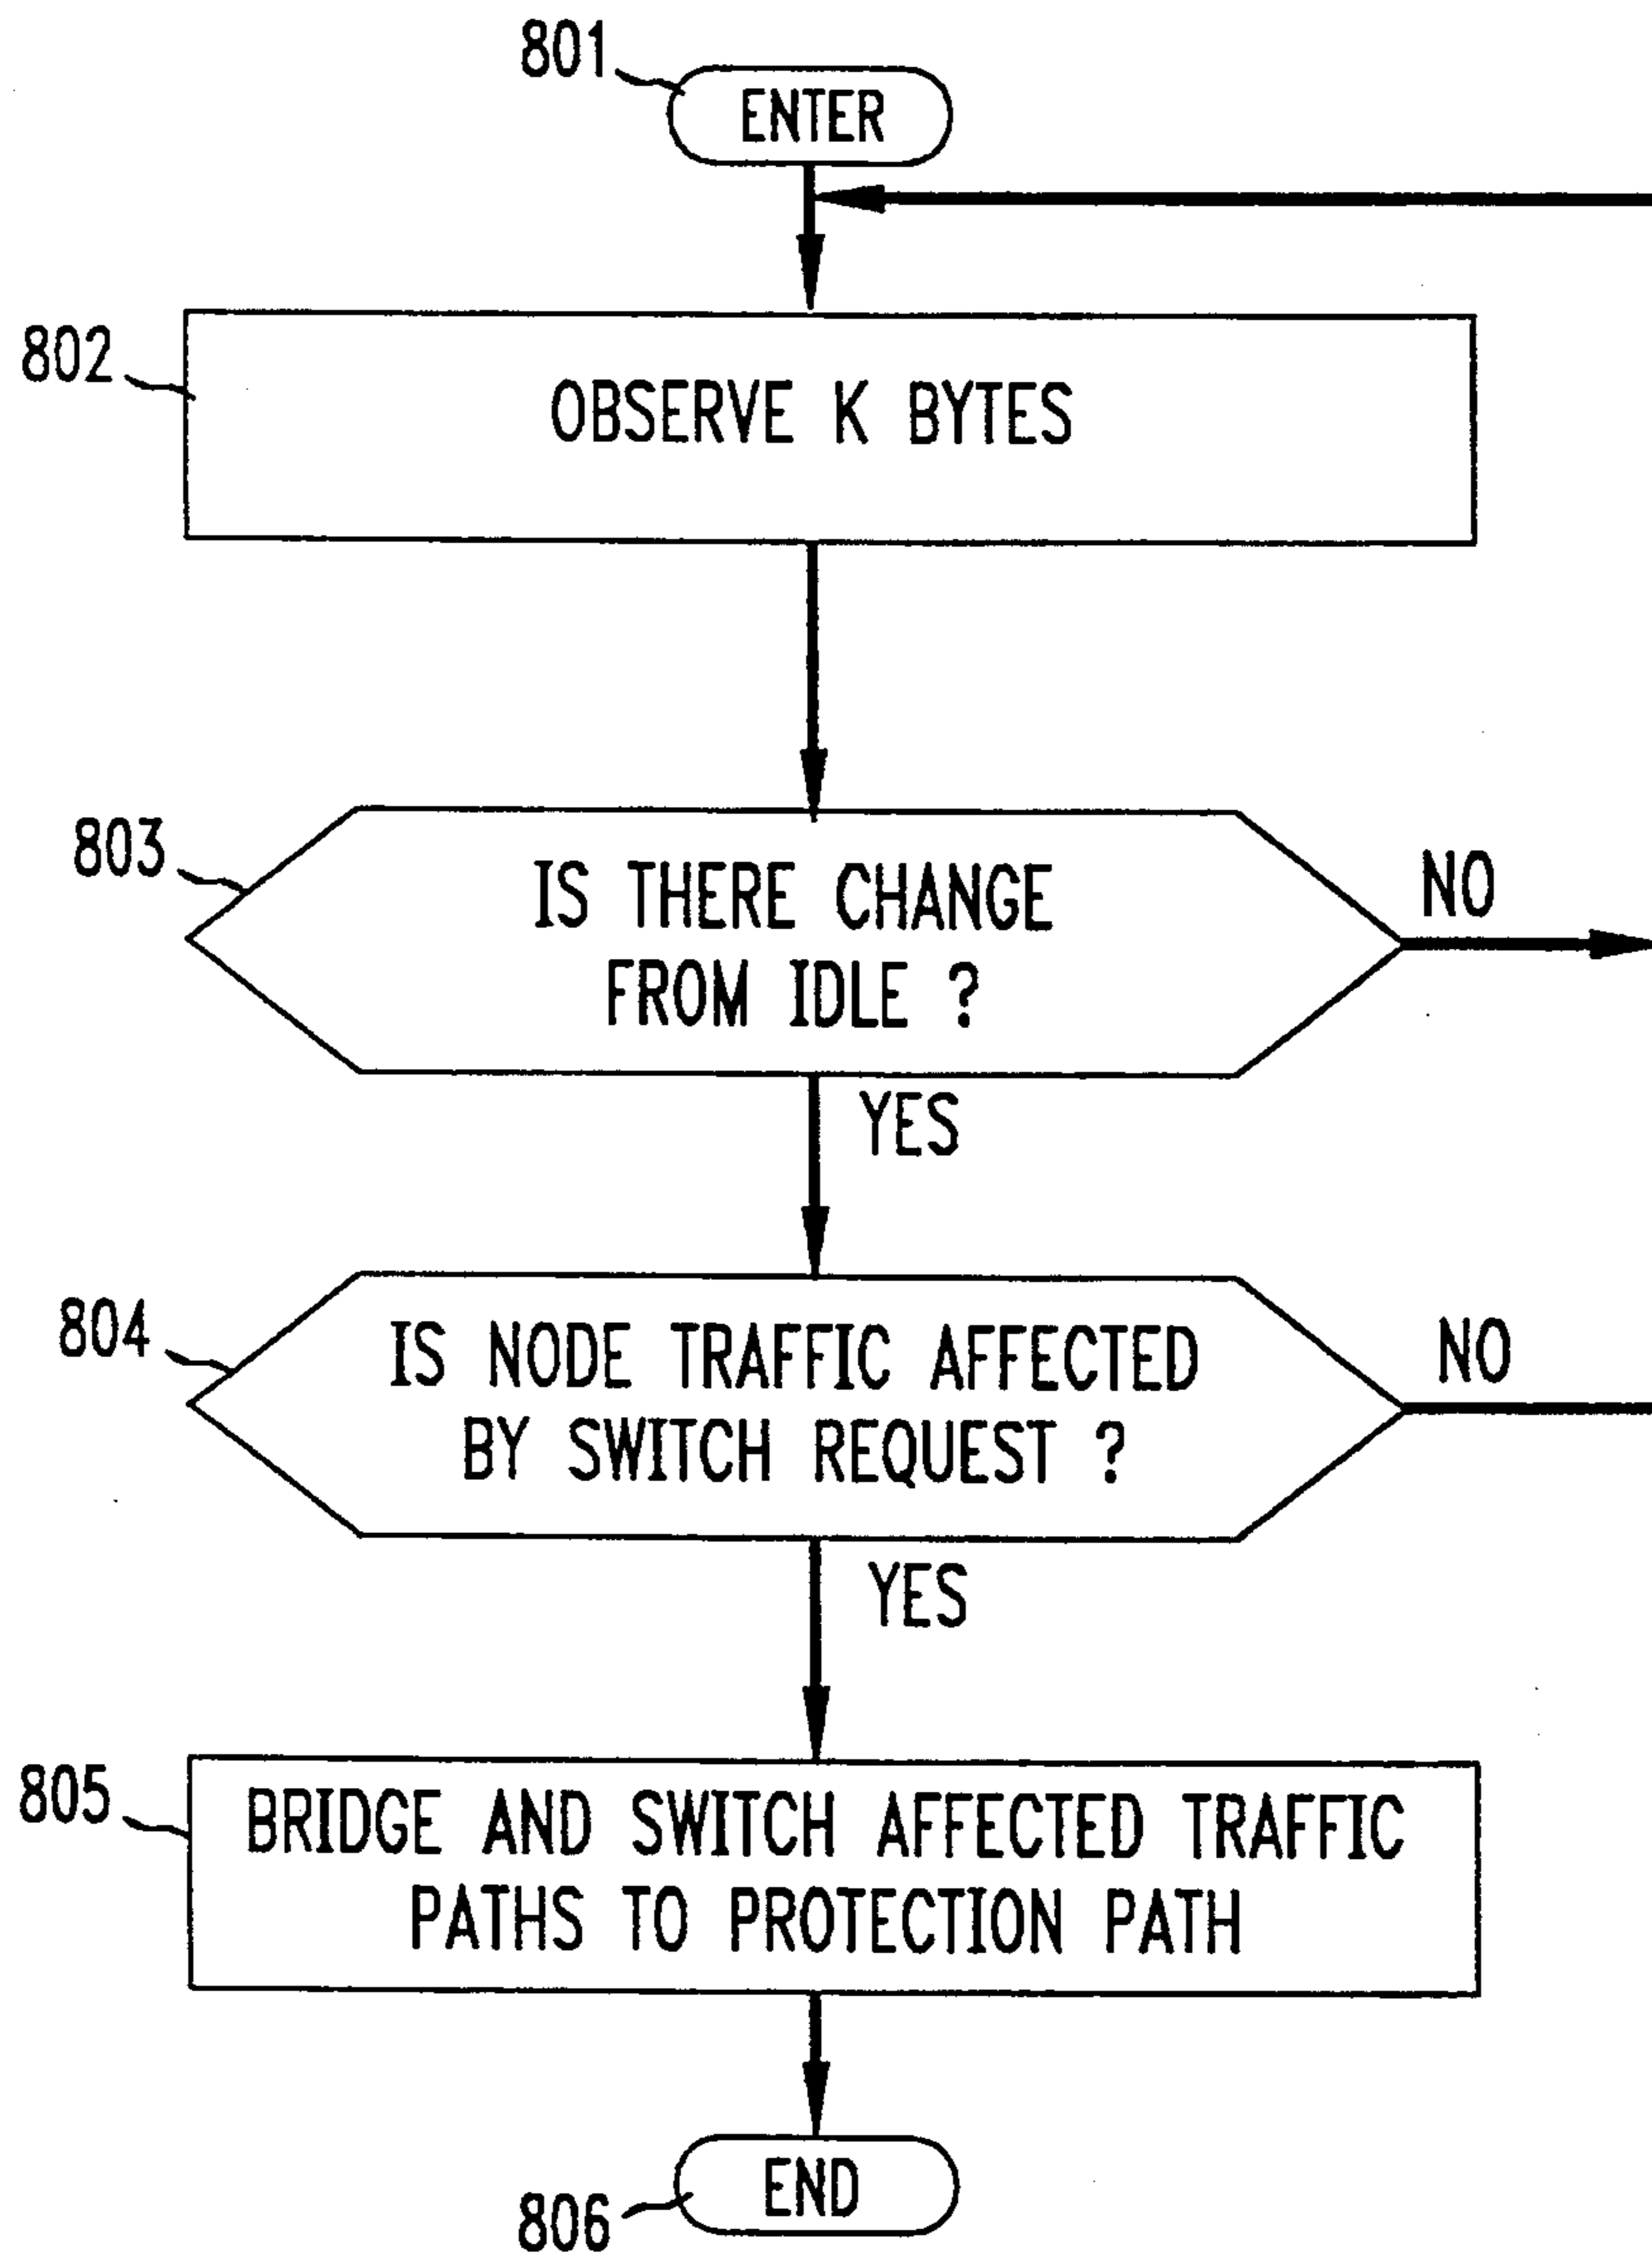 801
ENTER
802
OBSERVE K BYTES
803
IS THERE CHANGE
FROM IDLE ?
NO
YES
804
IS NODE TRAFFIC AFFECTED
BY SWITCH REQUEST ?
NO
YES
805
BRIDGE AND SWITCH AFFECTED TRAFFIC
PATHS TO PROTECTION PATH
806
END